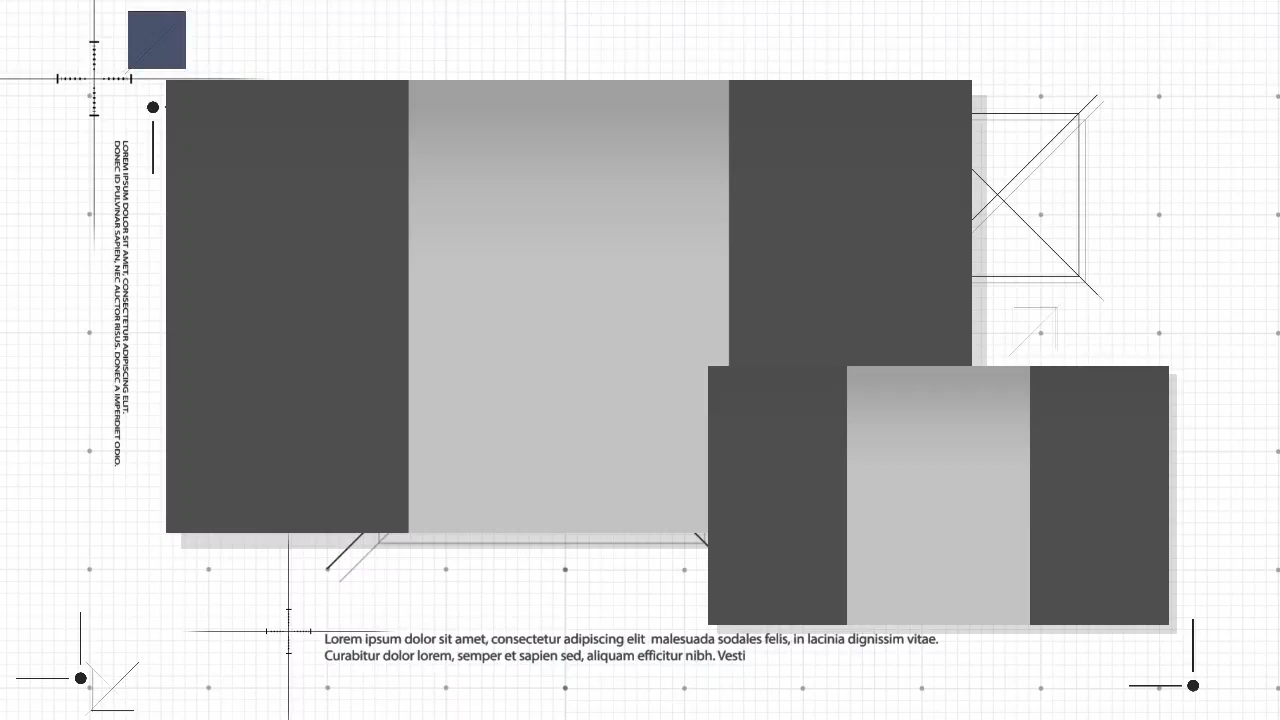 LOREM IPSUM DOLOR SIT AMET, CONSECTETUR ADIPISCING ELIT.
DONEC ID PULVINAR SAPIEN, NEC AUCTOR RISUS. DONEC A IMPERDIET ODIO.
Lorem ipsum dolor sit amet, consectetur adipiscing elit  malesuada sodales felis, in lacinia dignissim vitae.
Curabitur dolor lorem, semper et sapien sed, aliquam efficitur nibh. Vesti